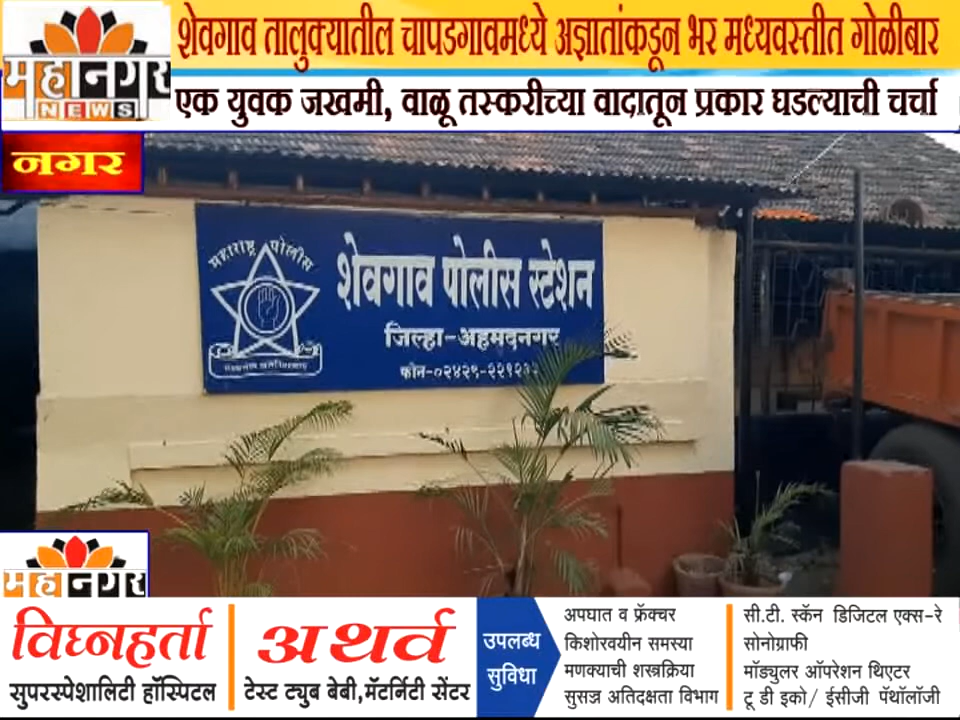 शेवगाव तालुक्यातील चापडगावमध्ये अज्ञातांकडून भर मध्यवस्तीत गोळीबार
महानगर
NEWS
एक युवक जखमी, वाळू तस्करीच्या वादातून प्रकार घडल्याची चर्चा
नगर
महाराष्ट्र पोलीस
शेवगाव पोलीस स्टेशन
जिल्हा-अहमदनगर
महानगर
विघ्नहर्ता
सुपरस्पेशालिटी हॉस्पिटल
अथर्व
टेस्ट ट्युब बेबी,मॅटर्निटी सेंटर
उपलब्ध
सुविधा
अपघात व फ्रॅक्चर
किशोरवयीन समस्या
मणक्याची शस्त्रक्रिया
सुसज्ज अतिदक्षता विभाग
सी.टी. स्कॅन डिजिटल एक्स-रे
सोनोग्राफी
मॉड्युलर ऑपरेशन थिएटर
टू डी इको/ ईसीजी पॅथॉलॉजी